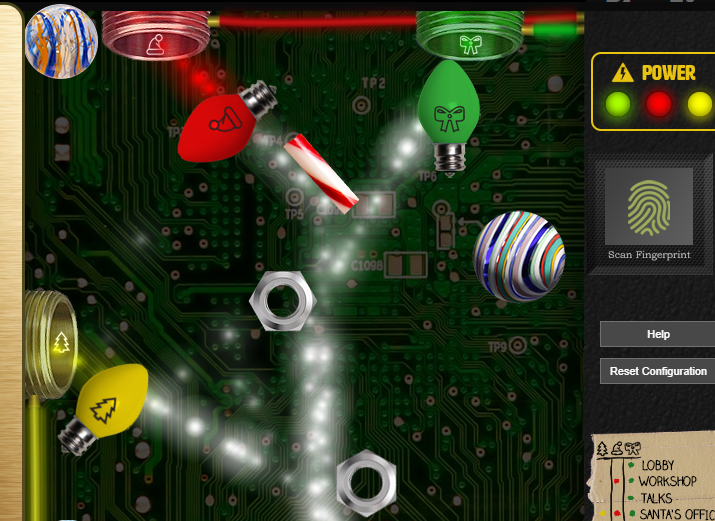 POWER
TP2
TP4
TP6
TP5
C1098
TP9
Scan Fingerprint
Help
Reset Configuration
LOBBY
WORKSHOP
TALKS